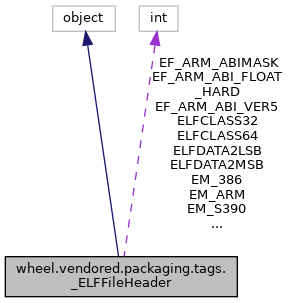 object
int
EF_ARM_ABIMASK
EF_ARM_ABI_FLOAT
_HARD
EF_ARM_ABI_VER5
ELFCLASS32
ELFCLASS64
ELFDATA2LSB
ELFDATA2MSB
EM_386
EM_ARM
EM_S390
...
wheel.vendored.packaging.tags.
_ELFFileHeader